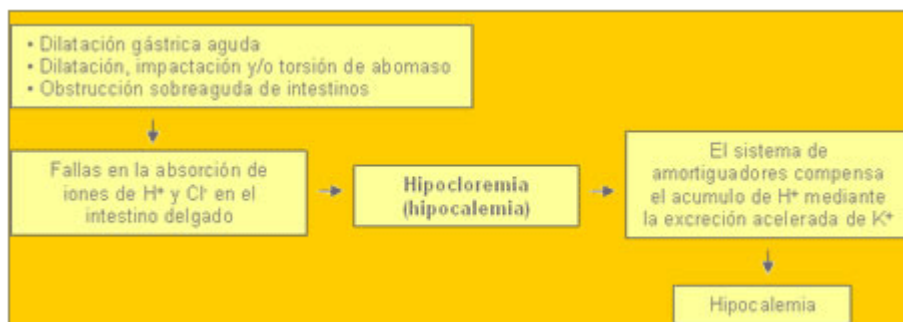 • Dilatación gástrica aguda
• Dilatación, impactación y/o torsión de abomaso
• Obstrucción sobreaguda de intestinos
Fallas en la absorción de
iones de H⁺ y Cl⁻ en el
intestino delgado
Hipocloremia
(hipocalemia)
El sistema de
amortiguadores compensa
el acumulo de H⁺ mediante
la excreción acelerada de K⁺
Hipocalemia